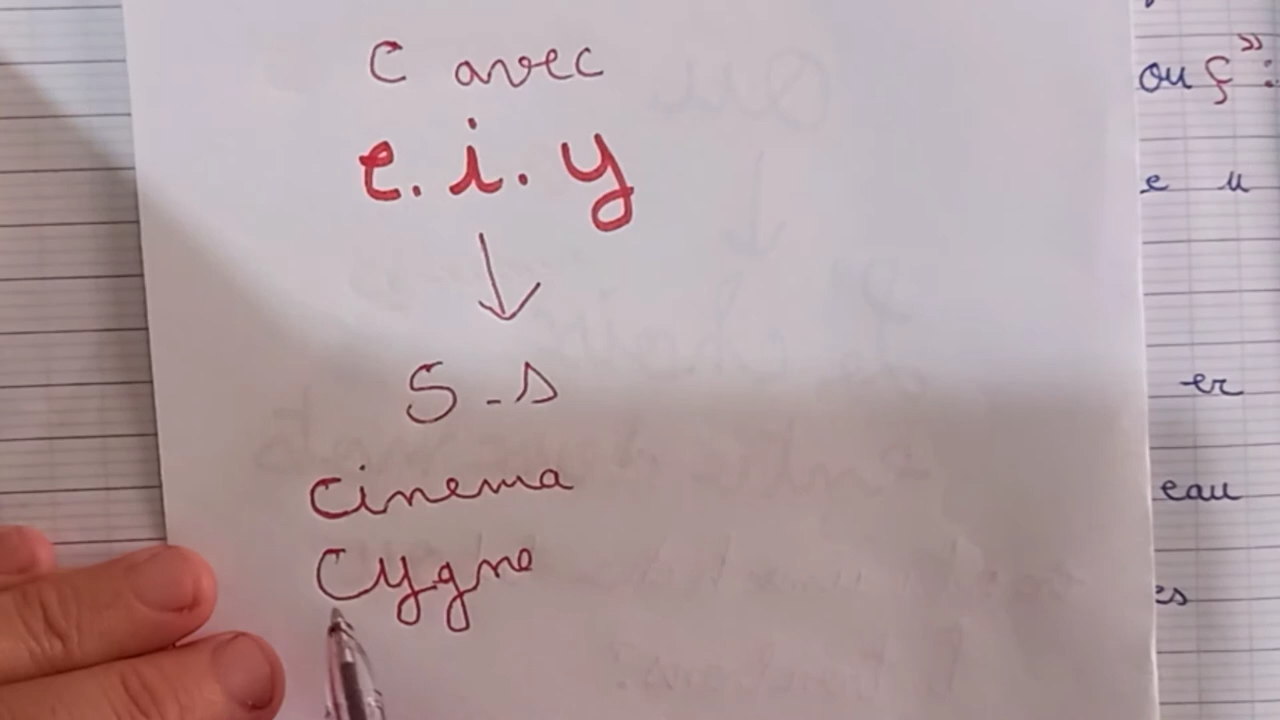 C avec
e. i. y
↓
S - s
cinema
Cygne
ou ç » :
e u
er
eau
es